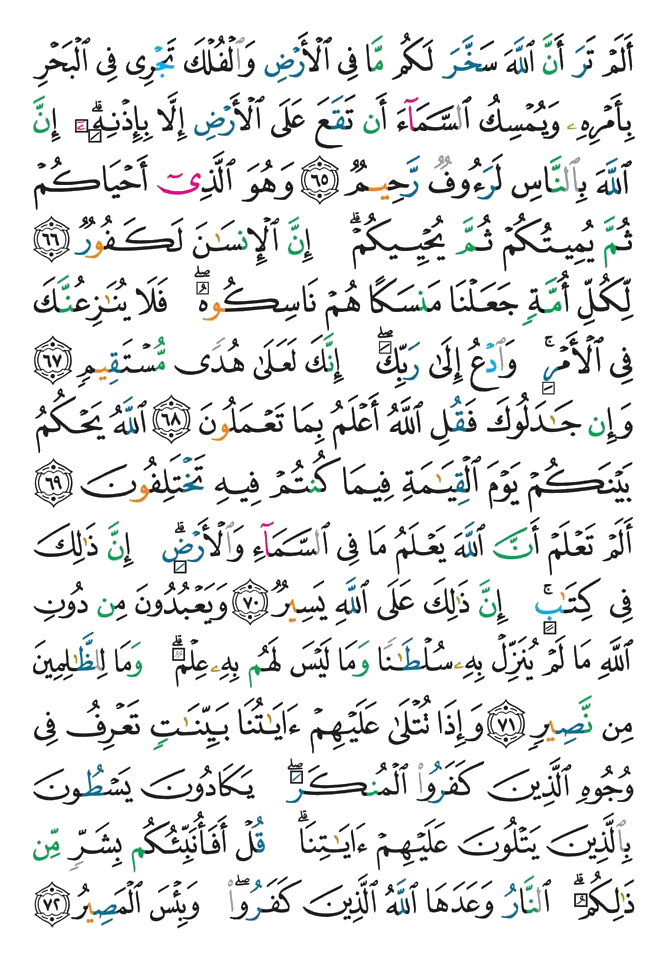 أَلَمْ تَرَ أَنَّ ٱللَّهَ سَخَّرَ لَكُم مَّا فِى ٱلْأَرْضِ وَٱلْفُلْكَ تَجْرِى فِى ٱلْبَحْرِ
بِأَمْرِهِۦ وَيُمْسِكُ ٱلسَّمَآءَ أَن تَقَعَ عَلَى ٱلْأَرْضِ إِلَّا بِإِذْنِهِۦٓ ۗ إِنَّ
ٱللَّهَ بِٱلنَّاسِ لَرَءُوفٌ رَّحِيمٌ ﴿٦٥﴾ وَهُوَ ٱلَّذِىٓ أَحْيَاكُمْ
ثُمَّ يُمِيتُكُمْ ثُمَّ يُحْيِيكُمْ ۗ إِنَّ ٱلْإِنسَـٰنَ لَكَفُورٌ ﴿٦٦﴾
لِّكُلِّ أُمَّةٍ جَعَلْنَا مَنسَكًا هُمْ نَاسِكُوهُ ۖ فَلَا يُنَـٰزِعُنَّكَ
فِى ٱلْأَمْرِ ۚ وَٱدْعُ إِلَىٰ رَبِّكَ ۖ إِنَّكَ لَعَلَىٰ هُدًى مُّسْتَقِيمٍ ﴿٦٧﴾
وَإِن جَـٰدَلُوكَ فَقُلِ ٱللَّهُ أَعْلَمُ بِمَا تَعْمَلُونَ ﴿٦٨﴾ ٱللَّهُ يَحْكُمُ
بَيْنَكُمْ يَوْمَ ٱلْقِيَـٰمَةِ فِيمَا كُنتُمْ فِيهِ تَخْتَلِفُونَ ﴿٦٩﴾
أَلَمْ تَعْلَمْ أَنَّ ٱللَّهَ يَعْلَمُ مَا فِى ٱلسَّمَآءِ وَٱلْأَرْضِ ۗ إِنَّ ذَٰلِكَ
فِى كِتَـٰبٍ ۚ إِنَّ ذَٰلِكَ عَلَى ٱللَّهِ يَسِيرٌ ﴿٧٠﴾ وَيَعْبُدُونَ مِن دُونِ
ٱللَّهِ مَا لَمْ يُنَزِّلْ بِهِۦ سُلْطَـٰنًا وَمَا لَيْسَ لَهُم بِهِۦ عِلْمٌ ۗ وَمَا لِلظَّـٰلِمِينَ
مِن نَّصِيرٍ ﴿٧١﴾ وَإِذَا تُتْلَىٰ عَلَيْهِمْ ءَايَـٰتُنَا بَيِّنَـٰتٍ تَعْرِفُ فِى
وُجُوهِ ٱلَّذِينَ كَفَرُوا۟ ٱلْمُنكَرَ ۖ يَكَادُونَ يَسْطُونَ
بِٱلَّذِينَ يَتْلُونَ عَلَيْهِمْ ءَايَـٰتِنَا ۗ قُلْ أَفَأُنَبِّئُكُم بِشَرٍّ مِّن
ذَٰلِكُمُ ۗ ٱلنَّارُ وَعَدَهَا ٱللَّهُ ٱلَّذِينَ كَفَرُوا۟ ۖ وَبِئْسَ ٱلْمَصِيرُ ﴿٧٢﴾